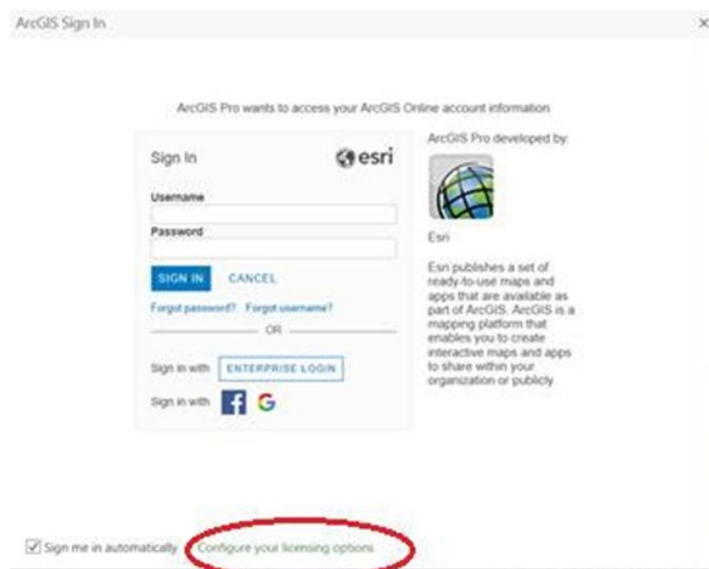 ArcGIS Sign In
ArcGIS Pro wants to access your ArcGIS Online account information
Sign In
esri
Username
Password
SIGN IN CANCEL
Forgot password? Forgot username?
OR
Sign in with ENTERPRISE LOGIN
Sign in with f G
ArcGIS Pro developed by:
Esri
Esri publishes a set of
ready-to-use maps and
apps that are available as
part of ArcGIS. ArcGIS is a
mapping platform that
enables you to create
interactive maps and apps
to share within your
organization or publicly.
Sign me in automatically Configure your licensing options